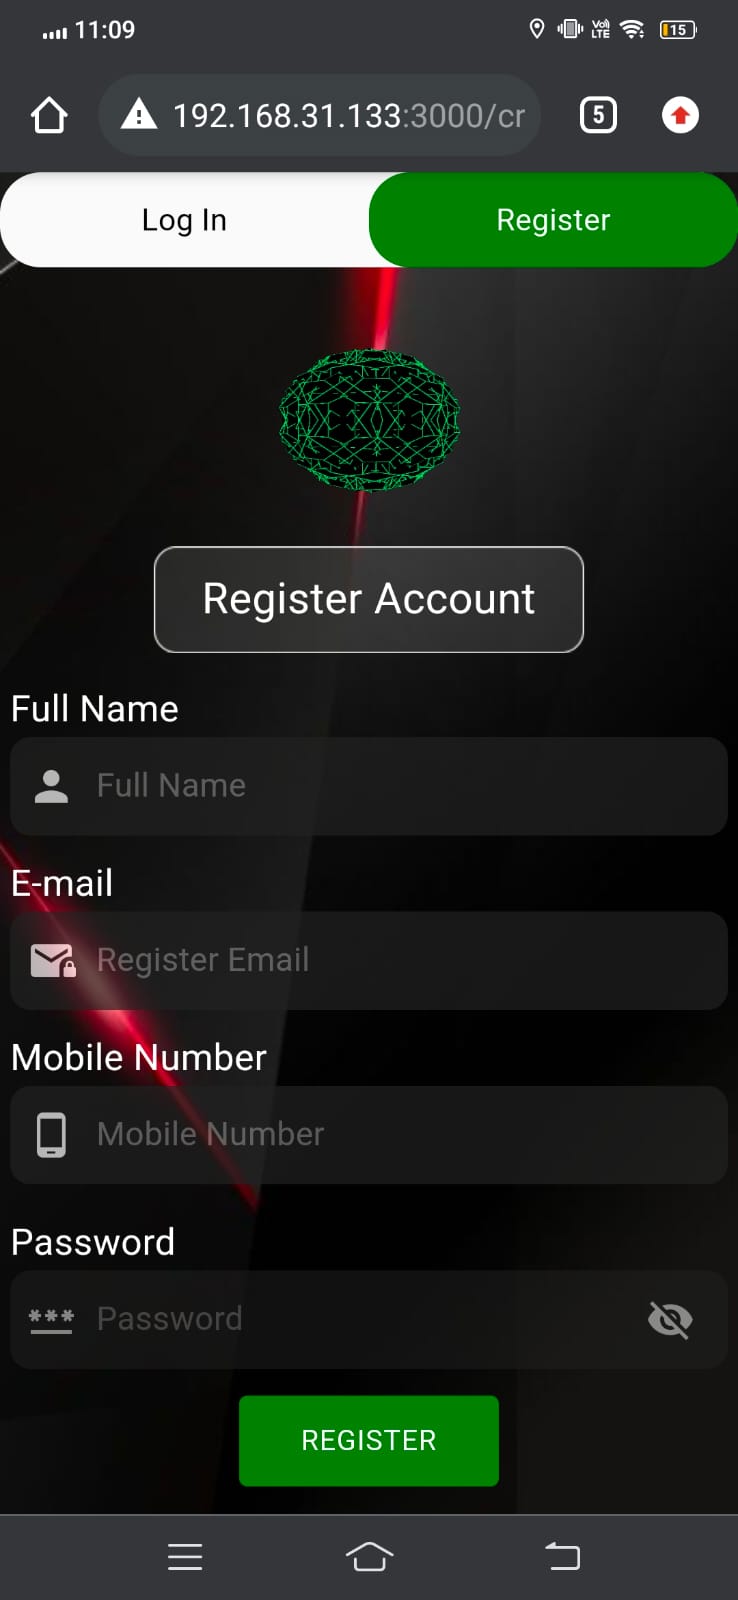 11:09
Vo)
LTE
15
192.168.31.133:3000/cr
5
Log In
Register
Register Account
Full Name
Full Name
E-mail
Register Email
Mobile Number
Mobile Number
Password
*** Password
REGISTER